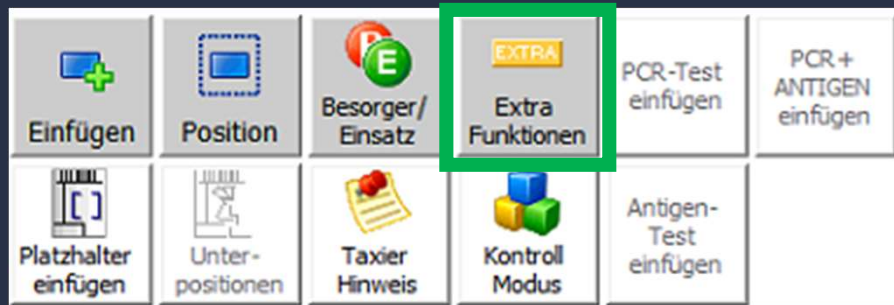 EXTRA
Einfügen
Position
Besorger/
Einsatz
Extra
Funktionen
PCR-Test
einfügen
PCR+
ANTIGEN
einfügen
Platzhalter
einfügen
Unter-
positionen
Taxier
Hinweis
Kontroll
Modus
Antigen-
Test
einfügen